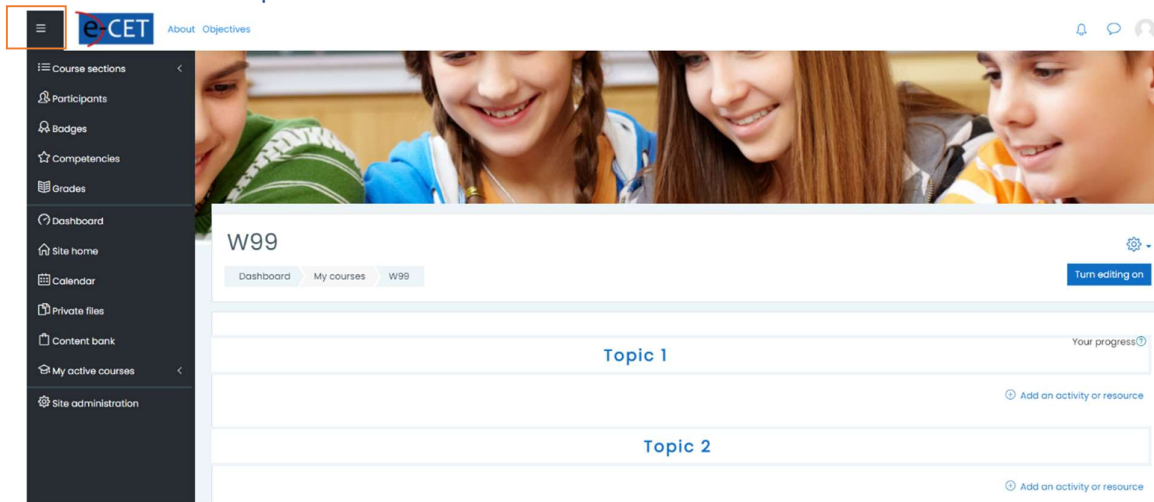 e-CET About Objectives
Course sections
Participants
Badges
Competencies
Grades
Dashboard
Site home
Calendar
Private files
Content bank
My active courses
Site administration
W99
Dashboard My courses W99
Turn editing on
Your progress
Topic 1
Add an activity or resource
Topic 2
Add an activity or resource